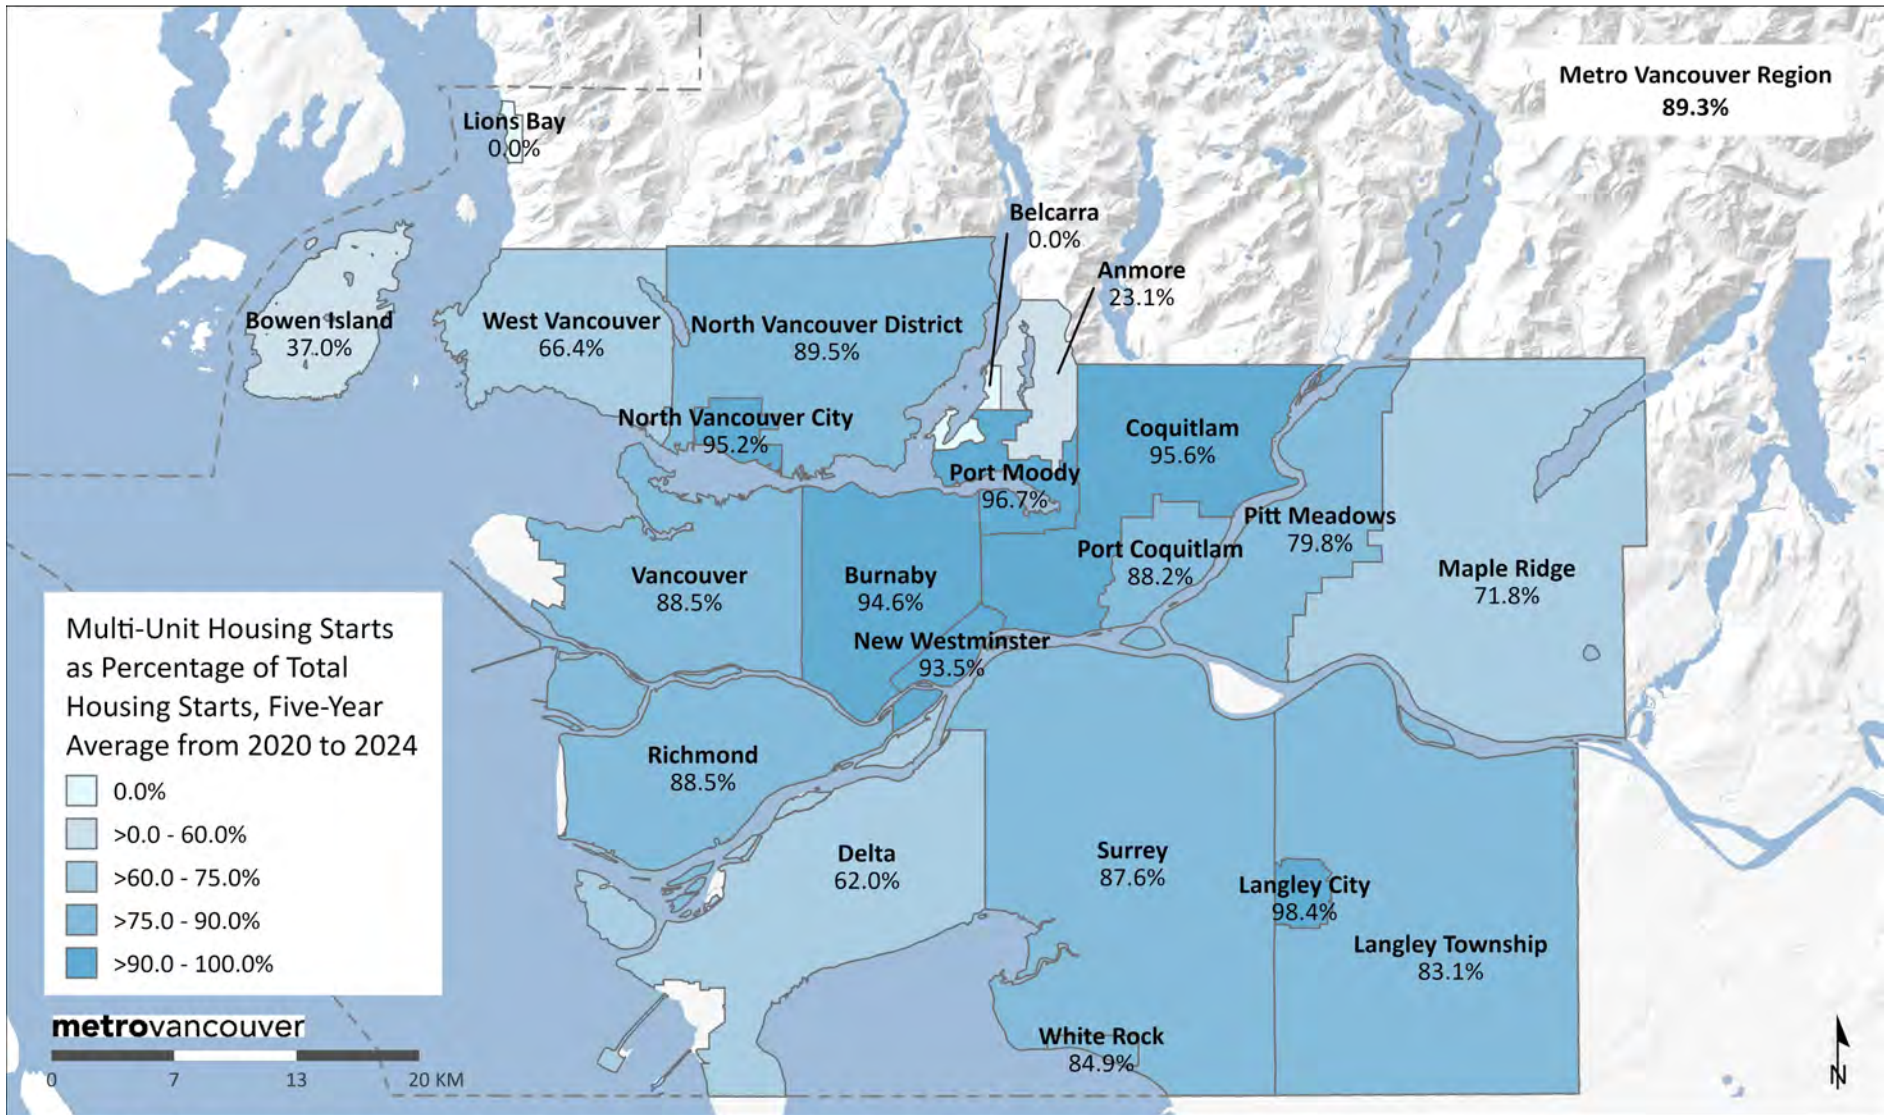 Metro Vancouver Region
89.3%
Lions Bay
0.0%
Belcarra
0.0%
Anmore
23.1%
Bowen Island
37.0%
West Vancouver
66.4%
North Vancouver District
89.5%
North Vancouver City
95.2%
Coquitlam
95.6%
Port Moody
96.7%
Pitt Meadows
79.8%
Port Coquitlam
88.2%
Maple Ridge
71.8%
Vancouver
88.5%
Burnaby
94.6%
New Westminster
93.5%
Richmond
88.5%
Delta
62.0%
Surrey
87.6%
Langley City
98.4%
Langley Township
83.1%
White Rock
84.9%
Multi-Unit Housing Starts
as Percentage of Total
Housing Starts, Five-Year
Average from 2020 to 2024
0.0%
>0.0 - 60.0%
>60.0 - 75.0%
>75.0 - 90.0%
>90.0 - 100.0%
metrovancouver
0 7 13 20 KM
N